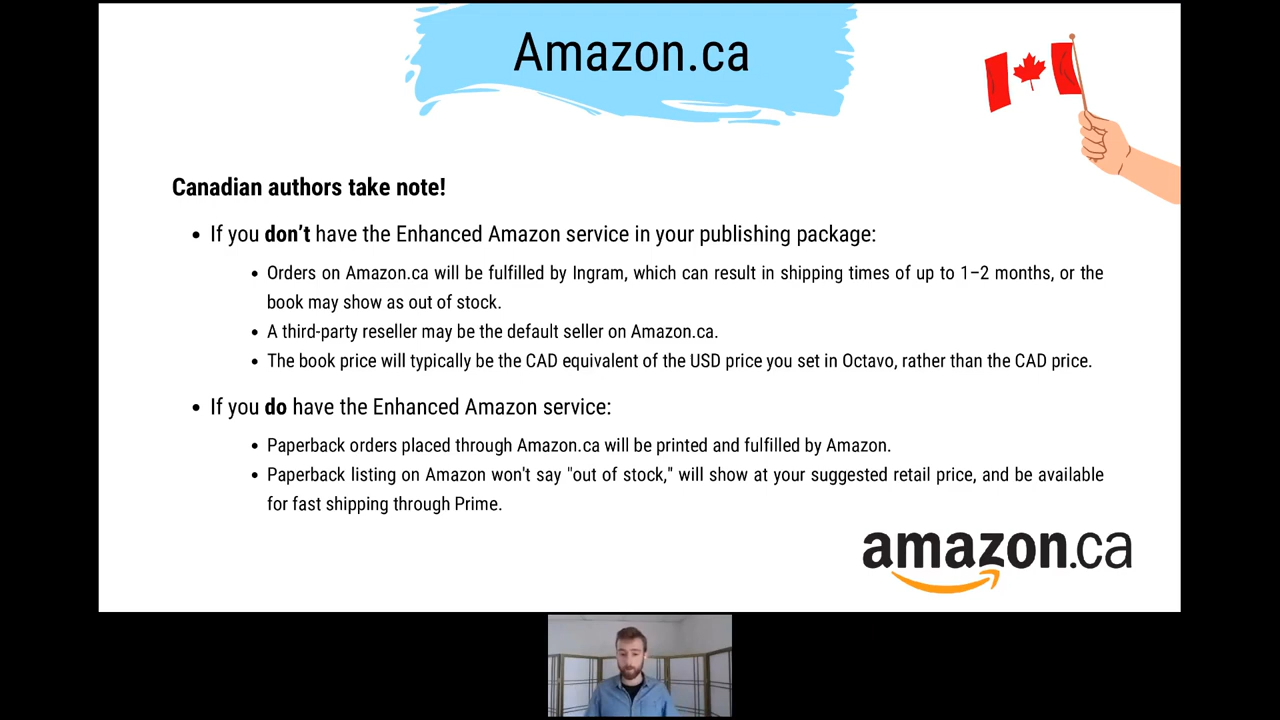 Amazon.ca
Canadian authors take note!
• If you don’t have the Enhanced Amazon service in your publishing package:
• Orders on Amazon.ca will be fulfilled by Ingram, which can result in shipping times of up to 1–2 months, or the
book may show as out of stock.
• A third-party reseller may be the default seller on Amazon.ca.
• The book price will typically be the CAD equivalent of the USD price you set in Octavo, rather than the CAD price.
• If you do have the Enhanced Amazon service:
• Paperback orders placed through Amazon.ca will be printed and fulfilled by Amazon.
• Paperback listing on Amazon won't say "out of stock," will show at your suggested retail price, and be available
for fast shipping through Prime.
amazon.ca